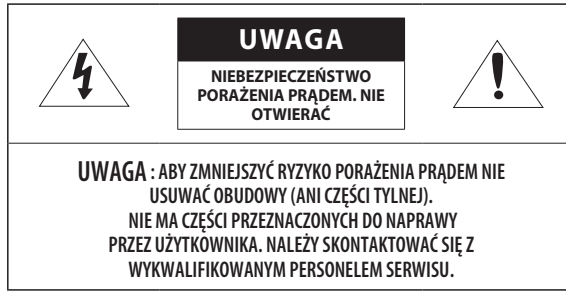 UWAGA
NIEBEZPIECZEŃSTWO
PORAŻENIA PRĄDEM. NIE
OTWIERAĆ
UWAGA : ABY ZMNIEJSZYĆ RYZYKO PORAŻENIA PRĄDEM NIE
USUWAĆ OBUDOWY (ANI CZĘŚCI TYLNEJ).
NIE MA CZĘŚCI PRZEZNACZONYCH DO NAPRAWY
PRZEZ UŻYTKOWNIKA. NALEŻY SKONTAKTOWAĆ SIĘ Z
WYKWALIFIKOWANYM PERSONELEM SERWISU.